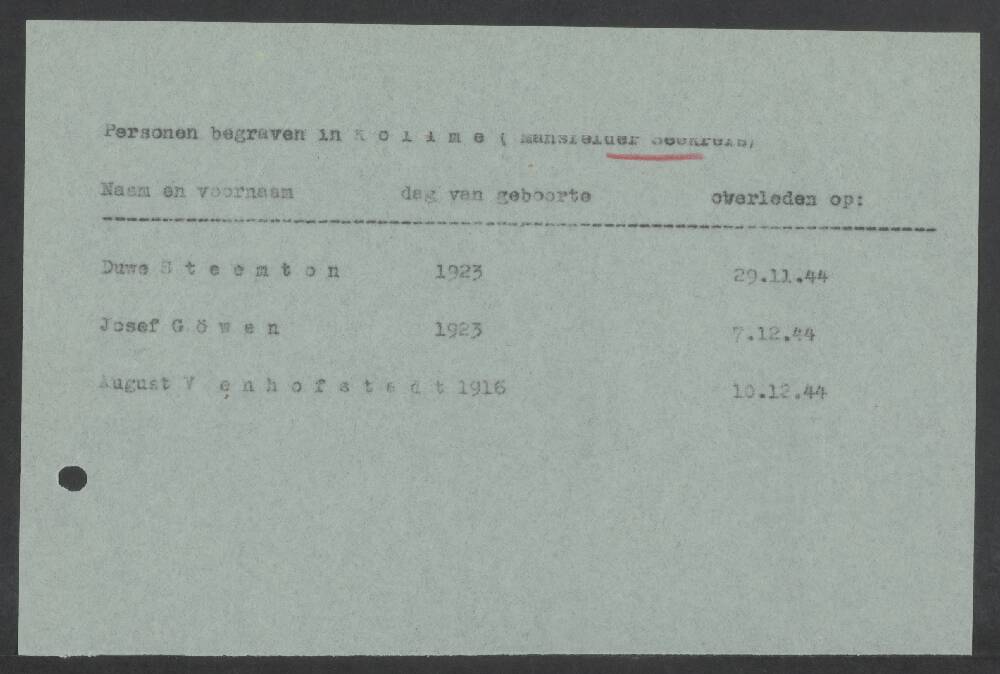 Personen begraven in K o l i m e ( Mansfelder Seekreis)
Naam en voornaam dag van geboorte overleden op:
Duwe S t e e m t o n 1923 29.11.44
Josef G ö w e n 1923 7.12.44
August V e n h o f s t e d t 1916 10.12.44